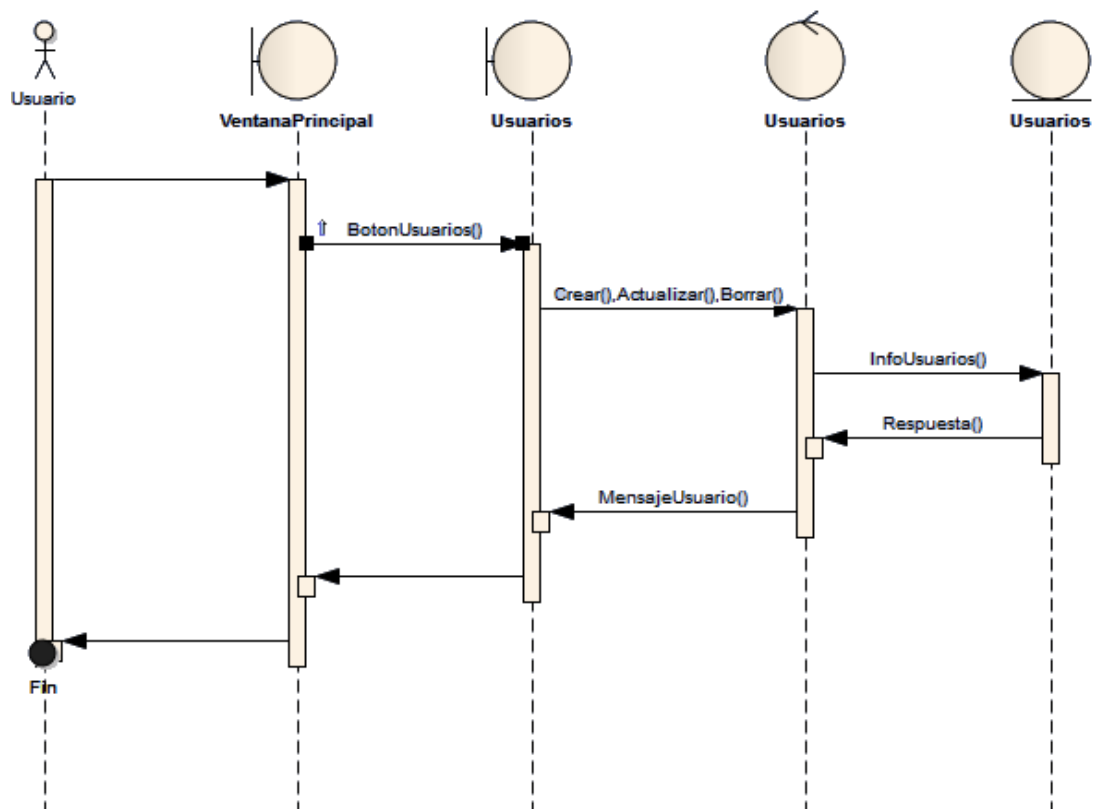 Usuario
VentanaPrincipal
Usuarios
Usuarios
Usuarios
BotonUsuarios()
Crear(),Actualizar(),Borrar()
InfoUsuarios()
Respuesta()
MensajeUsuario()
Fin